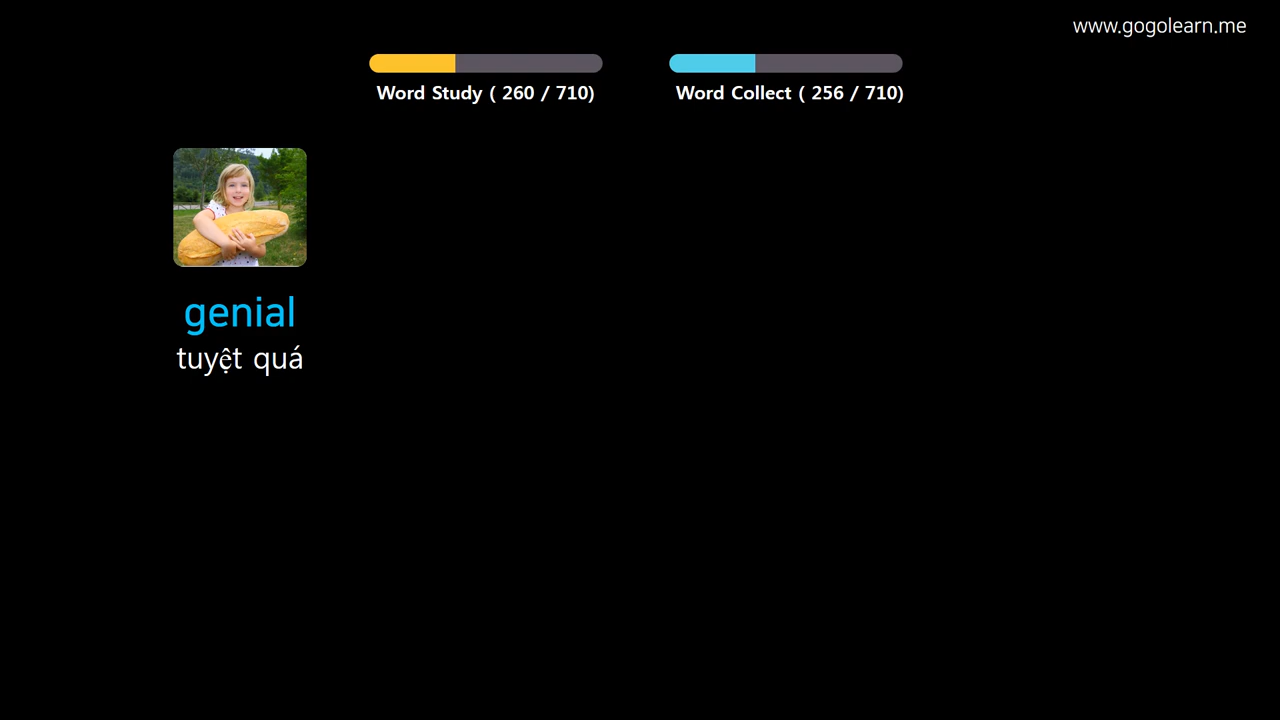 www.gogolearn.me
Word Study ( 260 / 710)
Word Collect ( 256 / 710)
genial
tuyệt quá